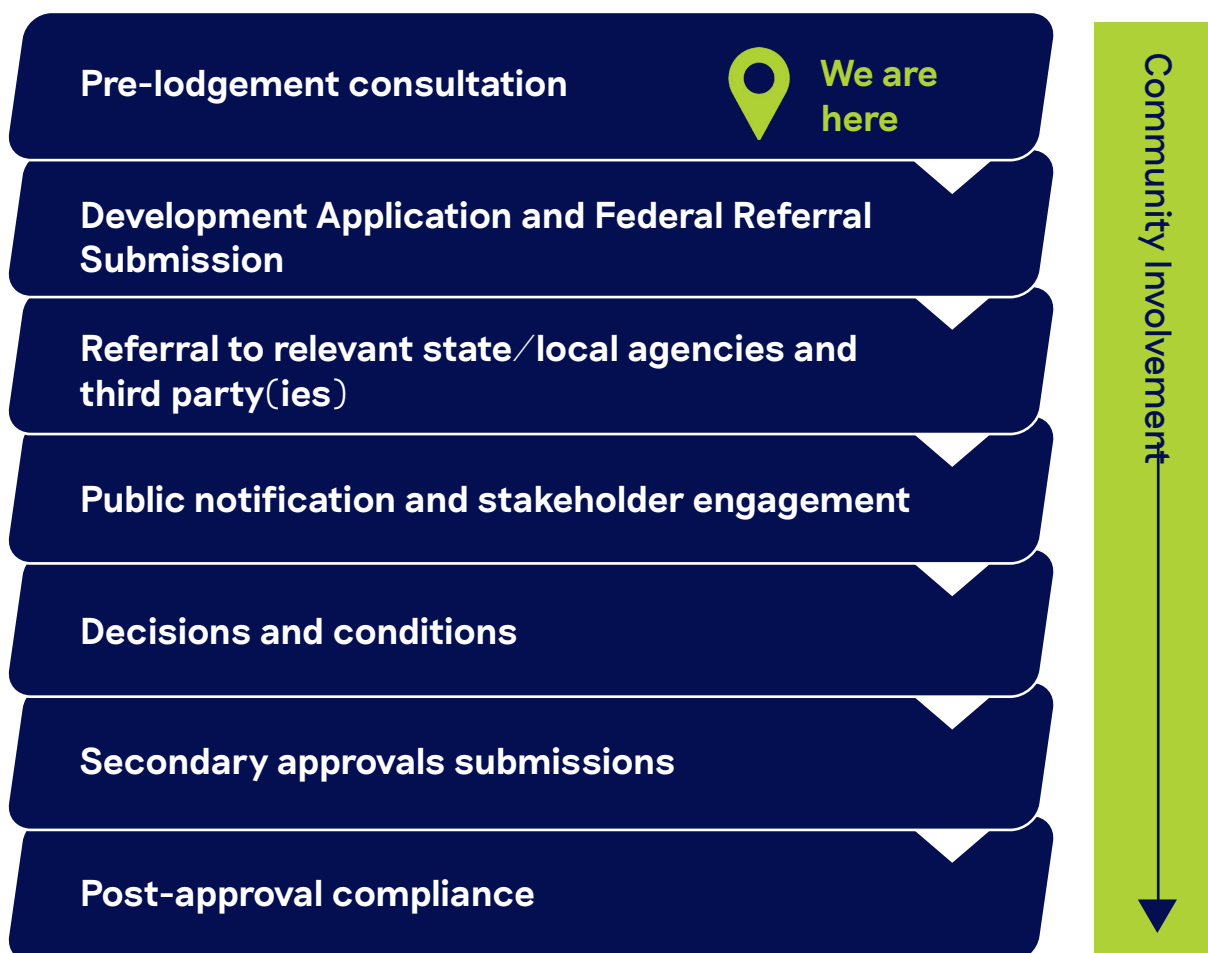 Pre-lodgement consultation
We are
here
Development Application and Federal Referral
Submission
Referral to relevant state/local agencies and
third party(ies)
Public notification and stakeholder engagement
Decisions and conditions
Secondary approvals submissions
Post-approval compliance
Community Involvement